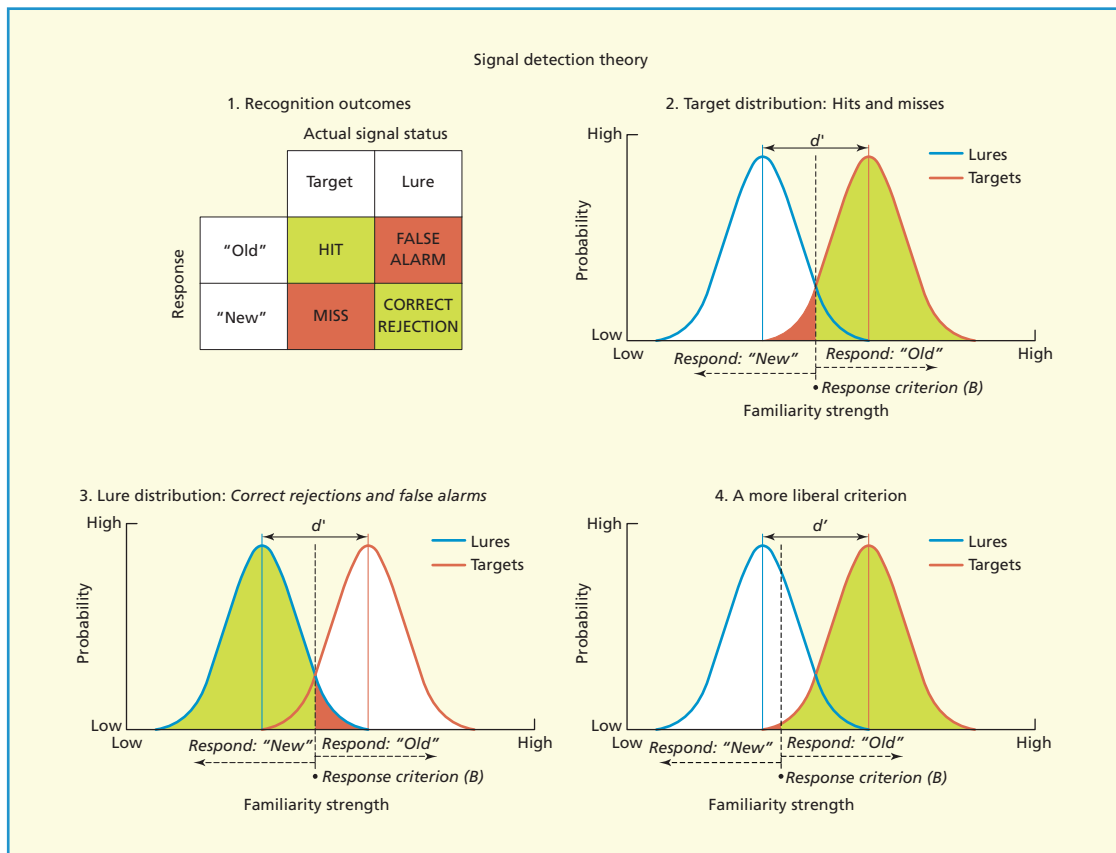 Signal detection theory
1. Recognition outcomes
Actual signal status
Target
Lure
Response
"Old"
HIT
FALSE
ALARM
"New"
MISS
CORRECT
REJECTION
2. Target distribution: Hits and misses
High
d'
Lures
Targets
Probability
Low
Low
High
Respond: "New"
Respond: "Old"
• Response criterion (B)
Familiarity strength
3. Lure distribution: Correct rejections and false alarms
High
d'
Lures
Targets
Probability
Low
Low
High
Respond: "New"
Respond: "Old"
• Response criterion (B)
Familiarity strength
4. A more liberal criterion
High
d′
Lures
Targets
Probability
Low
Low
High
Respond: "New"
Respond: "Old"
• Response criterion (B)
Familiarity strength